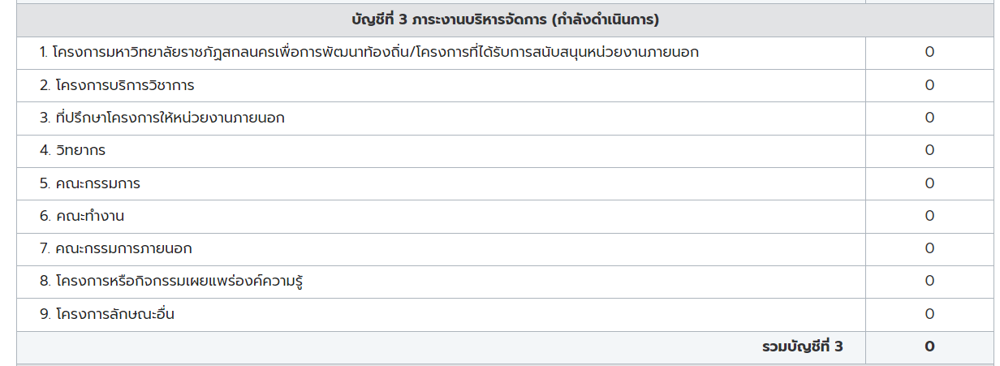 บัญชีที่ 3 ภาระงานบริหารจัดการ (กำลังดำเนินการ)
1. โครงการมหาวิทยาลัยราชภัฏสกลนครเพื่อการพัฒนาท้องถิ่น/โครงการที่ได้รับการสนับสนุนหน่วยงานภายนอก 0
2. โครงการบริการวิชาการ 0
3. ที่ปรึกษาโครงการให้หน่วยงานภายนอก 0
4. วิทยากร 0
5. คณะกรรมการ 0
6. คณะทำงาน 0
7. คณะกรรมการภายนอก 0
8. โครงการหรือกิจกรรมเผยแพร่องค์ความรู้ 0
9. โครงการลักษณะอื่น 0
รวมบัญชีที่ 3 0